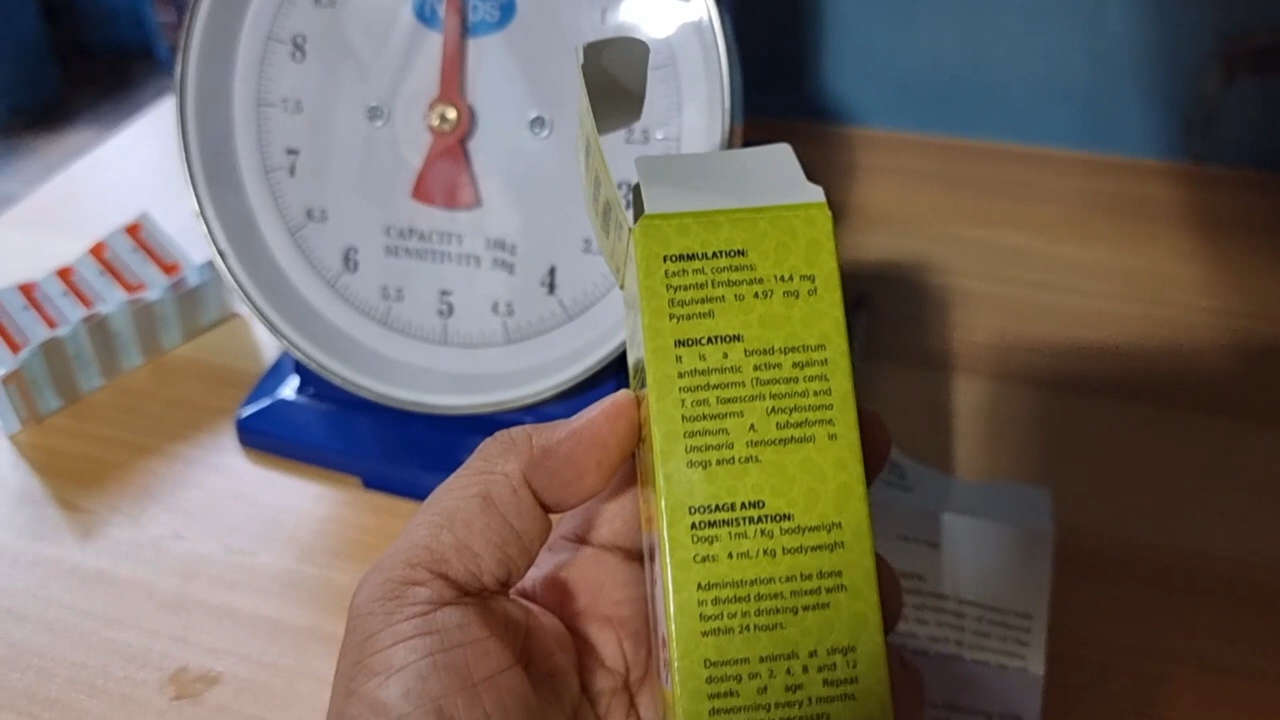 8
7.5
7
6.5
6
5.5
5
4.5
4
3
2.5
CAPACITY 10kg
SENSITIVITY 50g
FORMULATION:
Each mL contains:
Pyrantel Embonate - 14.4 mg
(Equivalent to 4.97 mg of
Pyrantel)
INDICATION:
It is a broad-spectrum
anthelmintic active against
roundworms (Toxocara canis,
T. cati, Toxascaris leonina) and
hookworms (Ancylostoma
caninum, A. tubaeforme,
Uncinaria stenocephala) in
dogs and cats.
DOSAGE AND
ADMINISTRATION:
Dogs: 1mL / Kg bodyweight
Cats: 4 mL / Kg bodyweight
Administration can be done
in divided doses, mixed with
food or in drinking water
within 24 hours.
Deworm animals at single
dosing on 2, 4, 8 and 12
weeks of age. Repeat
deworming every 3 months,
necessary